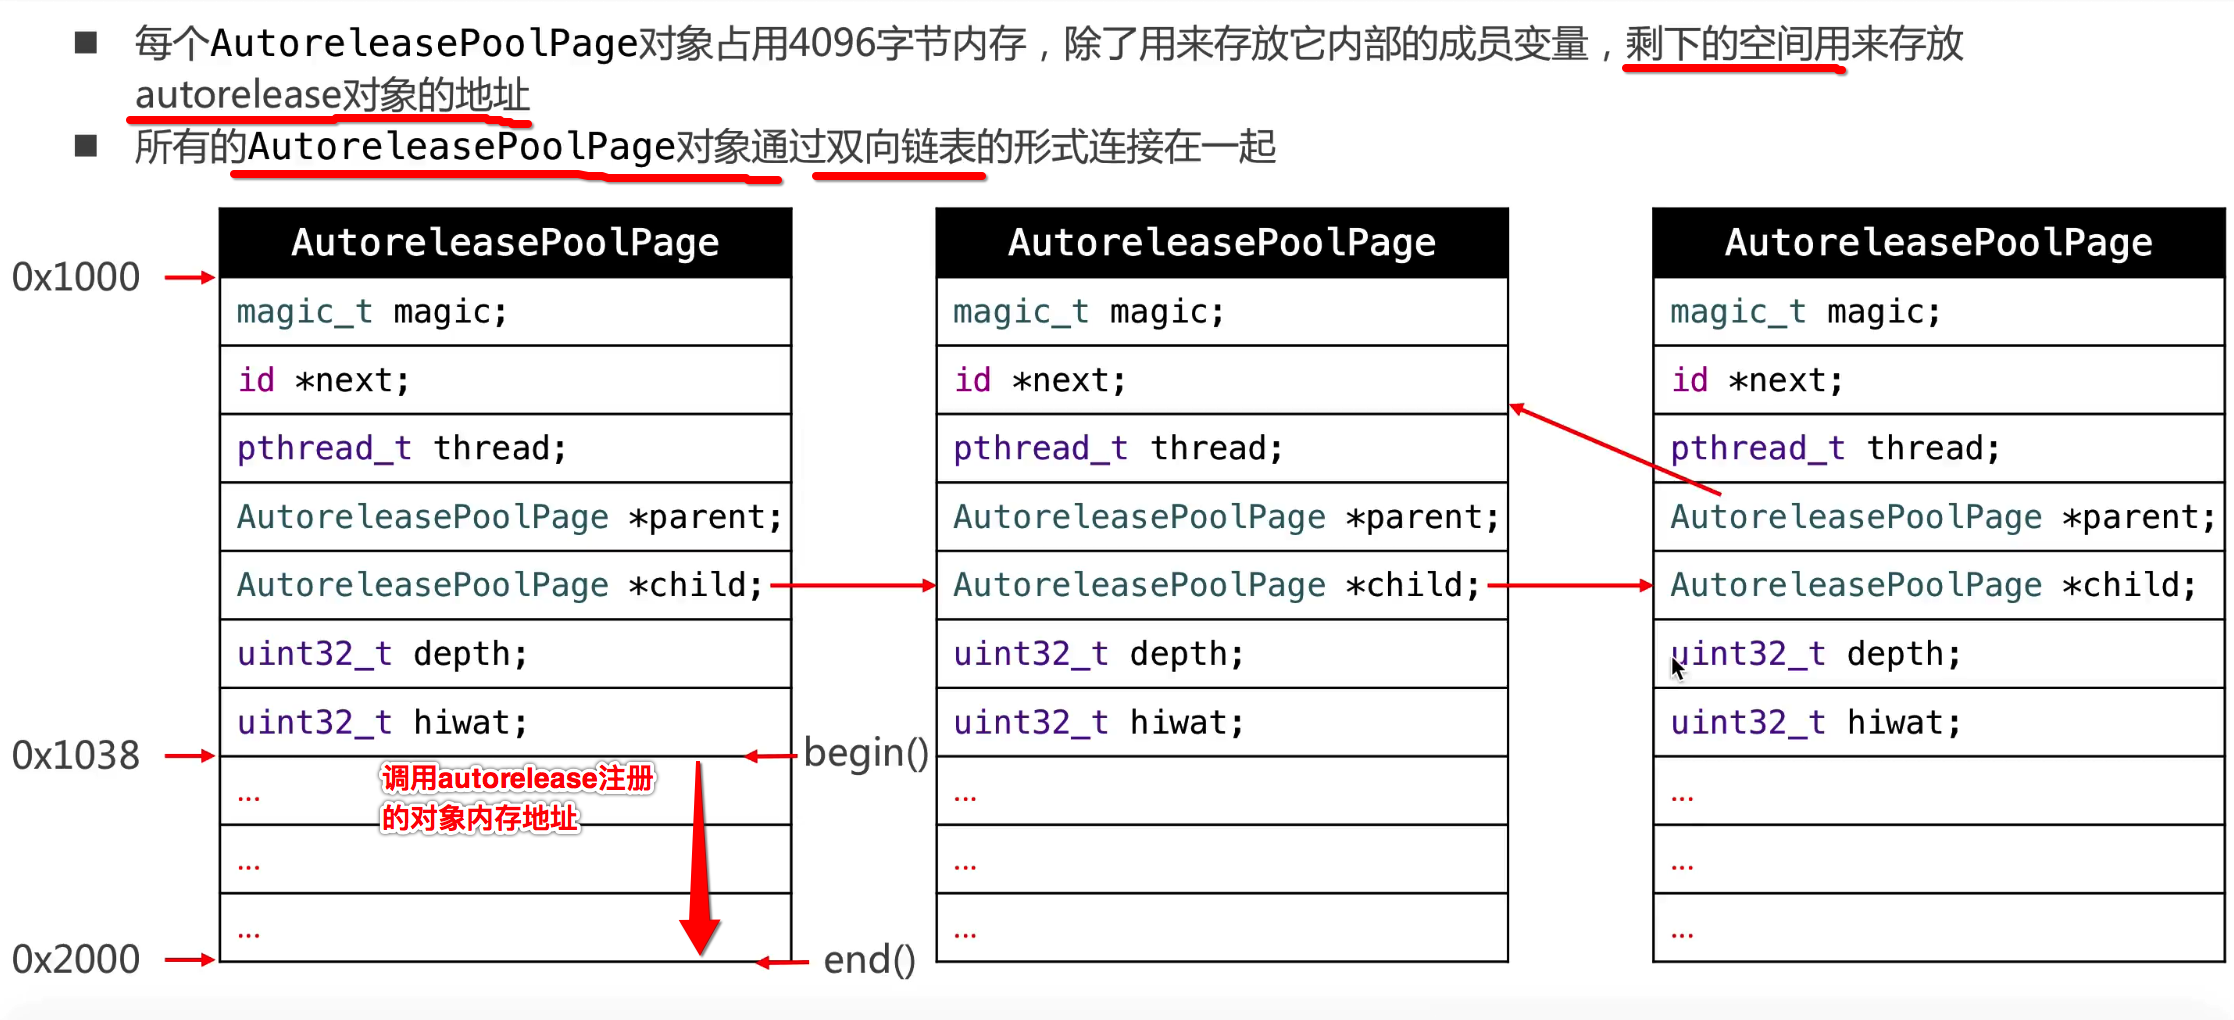 ■ 每个AutoreleasePoolPage对象占用4096字节内存，除了用来存放它内部的成员变量，剩下的空间用来存放
autorelease对象的地址
■ 所有的AutoreleasePoolPage对象通过双向链表的形式连接在一起
AutoreleasePoolPage
0x1000
magic_t magic;
id *next;
pthread_t thread;
AutoreleasePoolPage *parent;
AutoreleasePoolPage *child;
uint32_t depth;
uint32_t hiwat;
0x1038
begin()
...
调用autorelease注册
的对象内存地址
...
...
0x2000
end()
AutoreleasePoolPage
magic_t magic;
id *next;
pthread_t thread;
AutoreleasePoolPage *parent;
AutoreleasePoolPage *child;
uint32_t depth;
uint32_t hiwat;
...
...
...
AutoreleasePoolPage
magic_t magic;
id *next;
pthread_t thread;
AutoreleasePoolPage *parent;
AutoreleasePoolPage *child;
uint32_t depth;
uint32_t hiwat;
...
...
...